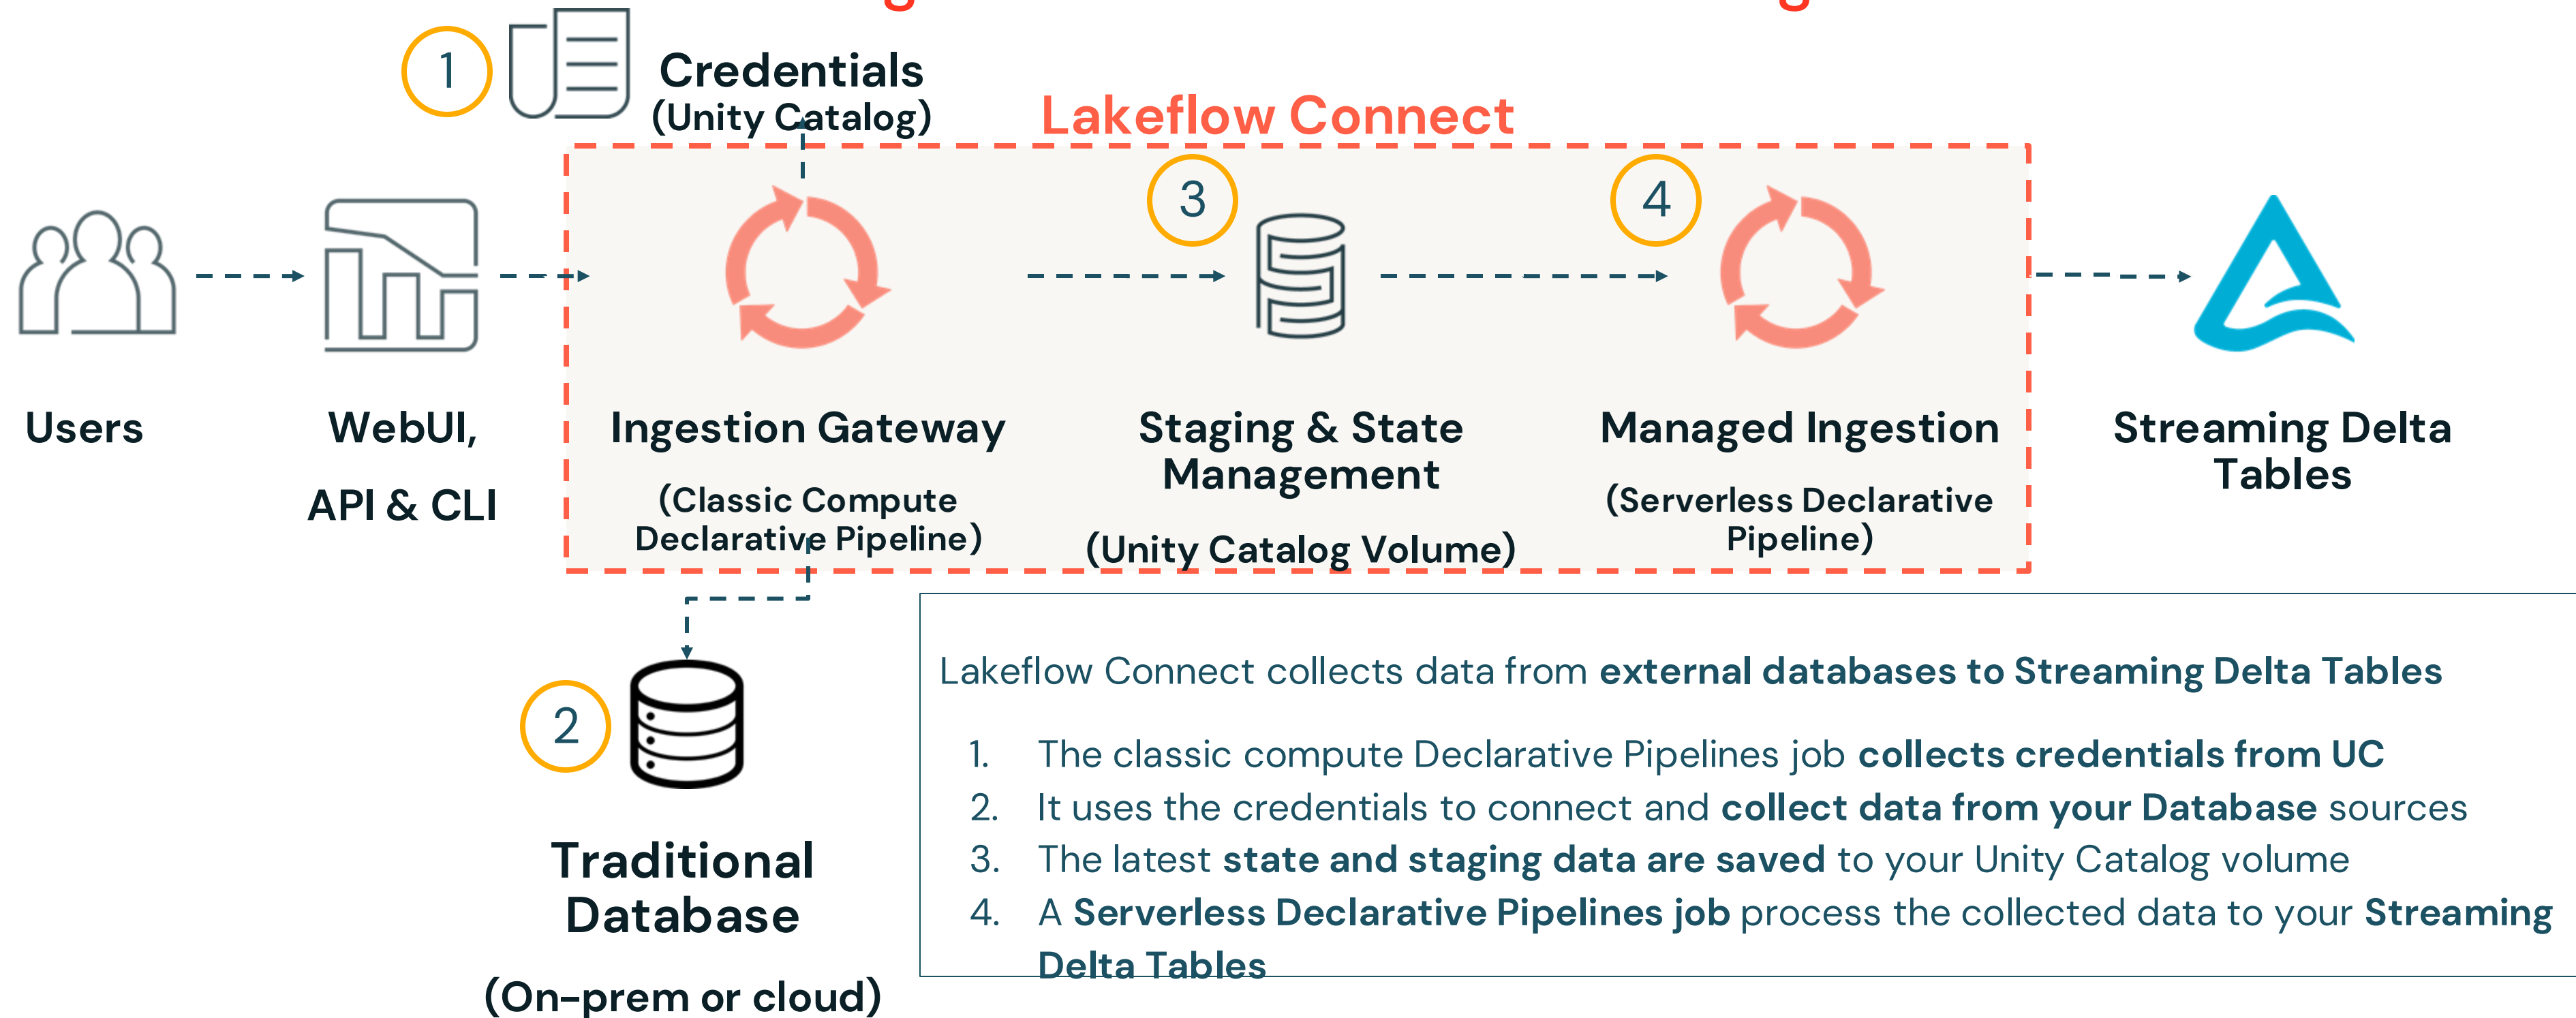 1
Credentials
(Unity Catalog)
Lakeflow Connect
3
4
Users
WebUI,
API & CLI
Ingestion Gateway
(Classic Compute
Declarative Pipeline)
Staging & State
Management
(Unity Catalog Volume)
Managed Ingestion
(Serverless Declarative
Pipeline)
Streaming Delta
Tables
2
Traditional
Database
(On-prem or cloud)
Lakeflow Connect collects data from external databases to Streaming Delta Tables
1. The classic compute Declarative Pipelines job collects credentials from UC
2. It uses the credentials to connect and collect data from your Database sources
3. The latest state and staging data are saved to your Unity Catalog volume
4. A Serverless Declarative Pipelines job process the collected data to your Streaming
Delta Tables